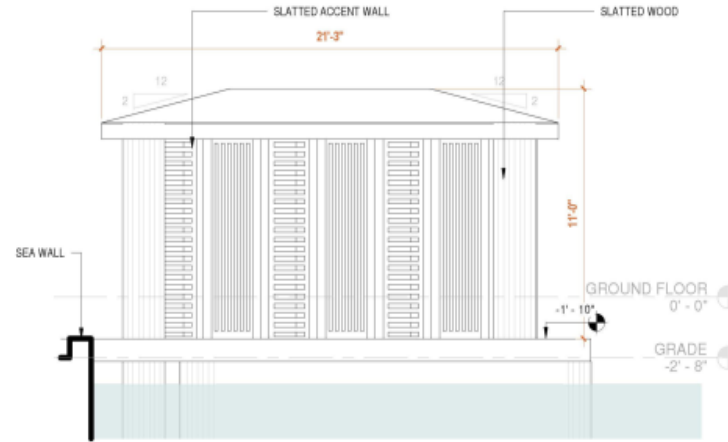 SLATTED ACCENT WALL
SLATTED WOOD
21'-3"
12
2
12
2
11'-0"
SEA WALL
GROUND FLOOR
0' - 0"
-1' - 10"
GRADE
-2' - 8"